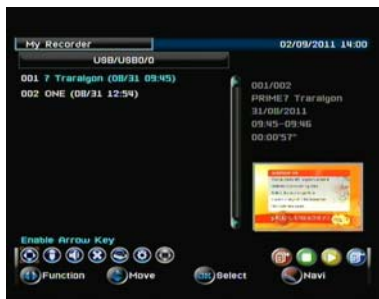 My Recorder
02/09/2011 14:00
USB/USB0/0
001 7 Traralgon (08/31 09:45)
002 ONE (08/31 12:54)
001/002
PRIME7 Traralgon
31/08/2011
09:45-09:46
00:00'57"
Enable Arrow Key
Function
Move
OK
Select
Navi